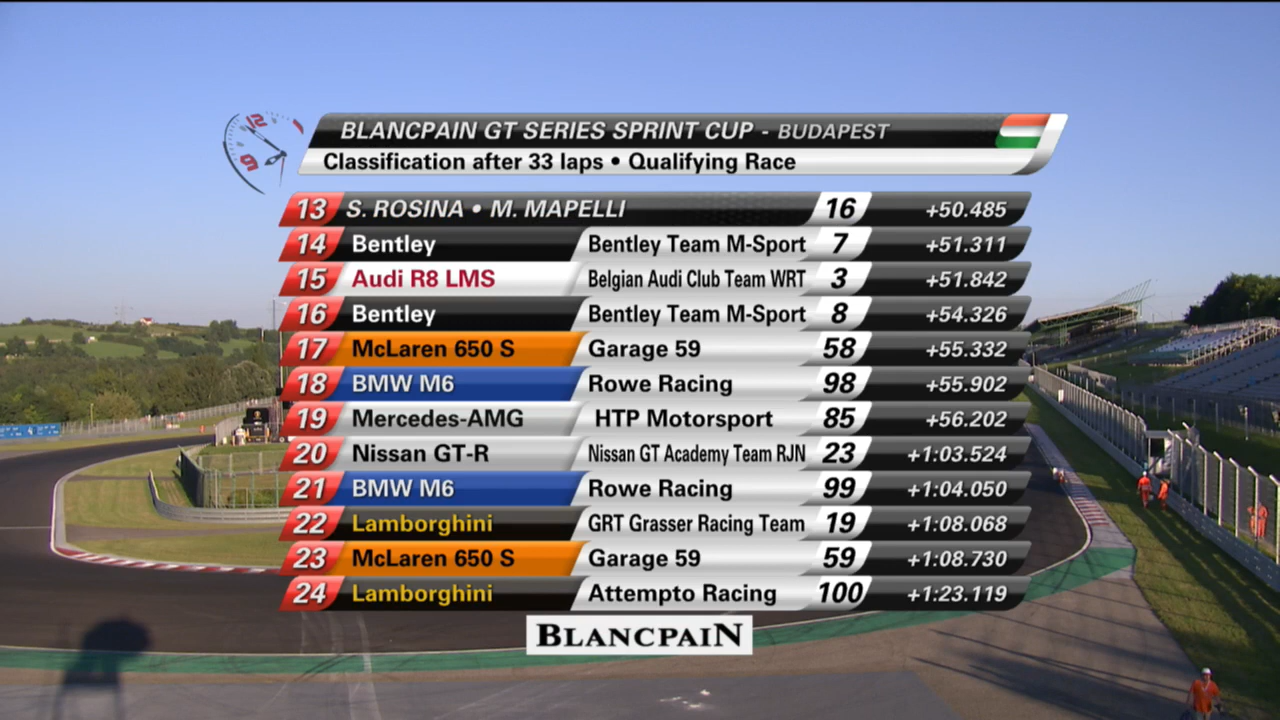 BLANCPAIN GT SERIES SPRINT CUP - BUDAPEST
Classification after 33 laps • Qualifying Race
13 S. ROSINA • M. MAPELLI 16 +50.485
14 Bentley Bentley Team M-Sport 7 +51.311
15 Audi R8 LMS Belgian Audi Club Team WRT 3 +51.842
16 Bentley Bentley Team M-Sport 8 +54.326
17 McLaren 650 S Garage 59 58 +55.332
18 BMW M6 Rowe Racing 98 +55.902
19 Mercedes-AMG HTP Motorsport 85 +56.202
20 Nissan GT-R Nissan GT Academy Team RJN 23 +1:03.524
21 BMW M6 Rowe Racing 99 +1:04.050
22 Lamborghini GRT Grasser Racing Team 19 +1:08.068
23 McLaren 650 S Garage 59 59 +1:08.730
24 Lamborghini Attempto Racing 100 +1:23.119
BLANCPAIN